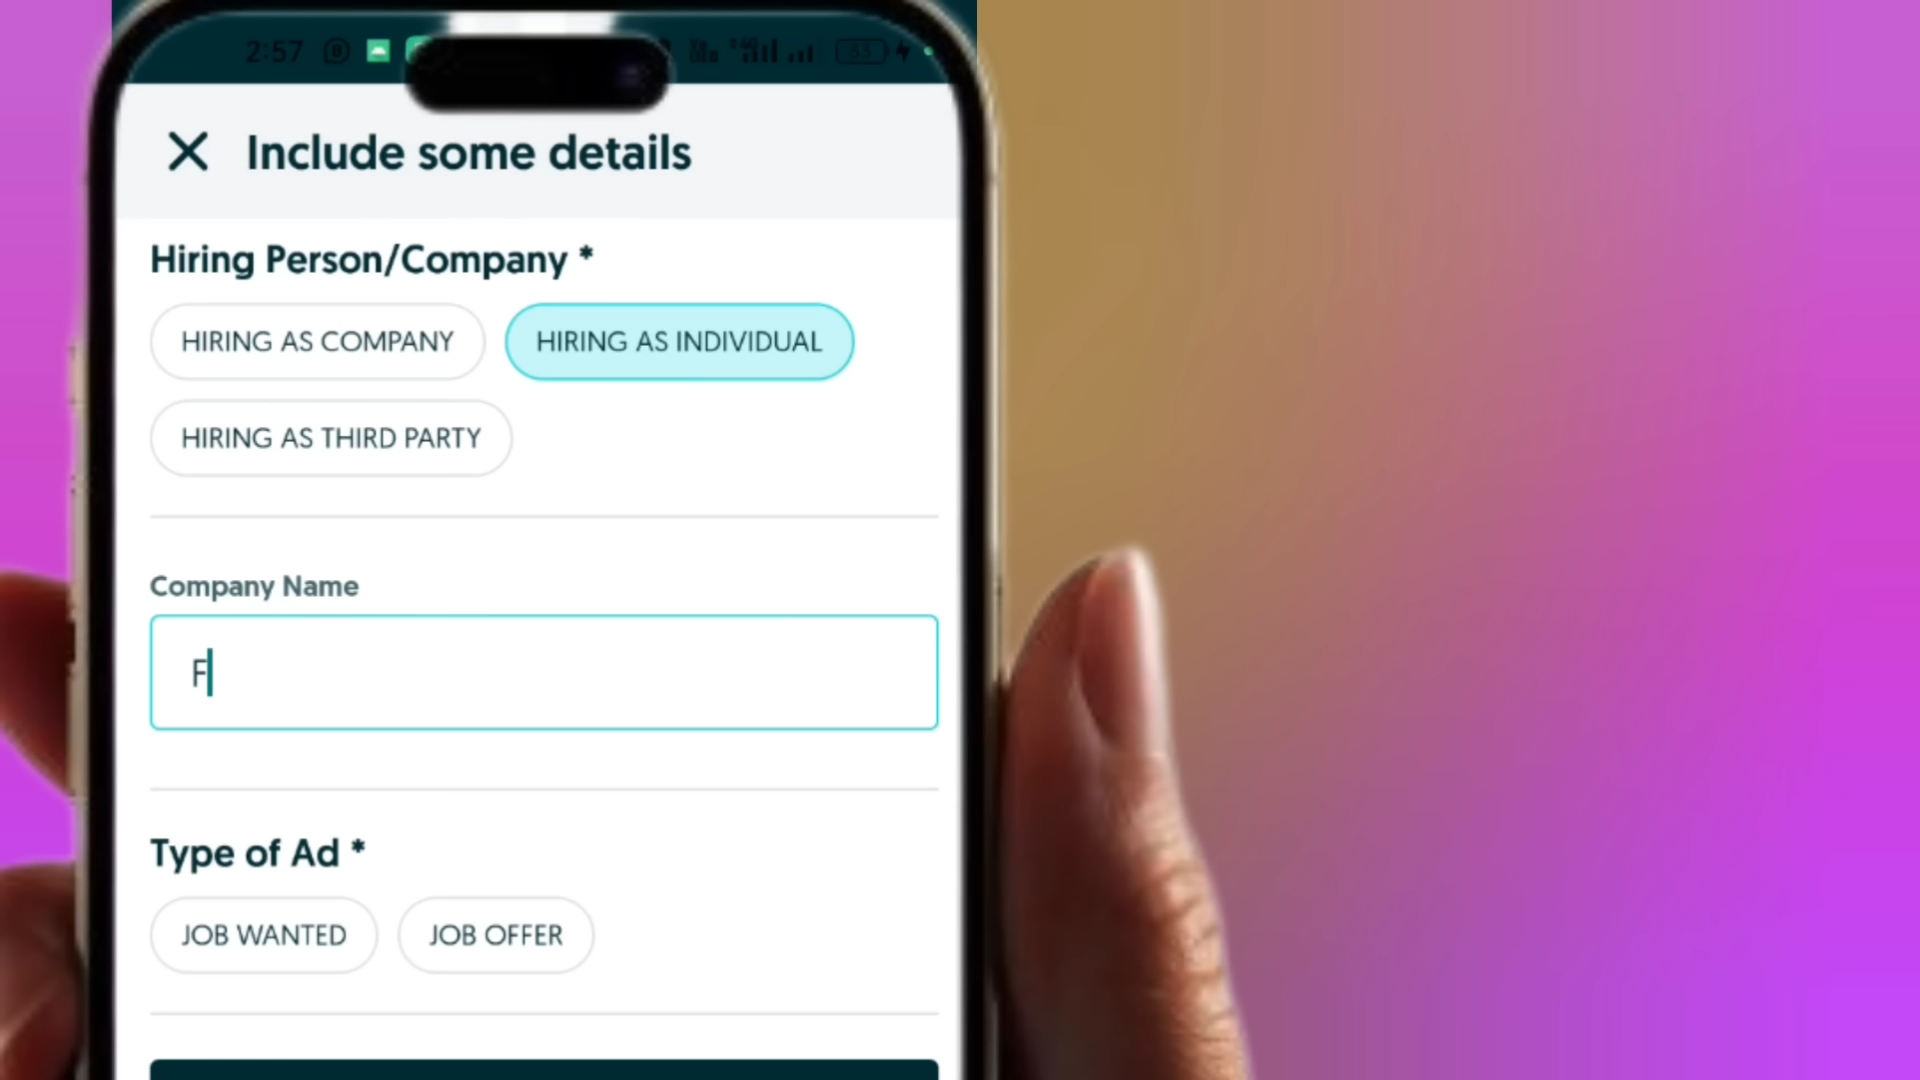 2:57
Include some details
Hiring Person/Company *
HIRING AS COMPANY
HIRING AS INDIVIDUAL
HIRING AS THIRD PARTY
Company Name
F
Type of Ad *
JOB WANTED
JOB OFFER